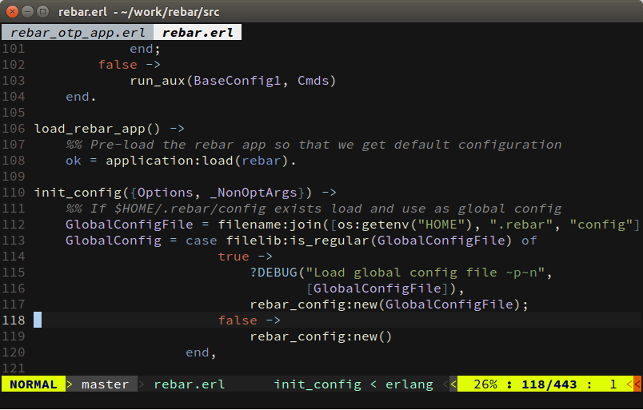 rebar.erl - ~/work/rebar/src
rebar_otp_app.erl rebar.erl
101 end;
102 false ->
103 run_aux(BaseConfig1, Cmds)
104 end.
105
106 load_rebar_app() ->
107 %% Pre-load the rebar app so that we get default configuration
108 ok = application:load(rebar).
109
110 init_config({Options, _NonOptArgs}) ->
111 %% If $HOME/.rebar/config exists load and use as global config
112 GlobalConfigFile = filename:join([os:getenv("HOME"), ".rebar", "config"]
113 GlobalConfig = case filelib:is_regular(GlobalConfigFile) of
114 true ->
115 ?DEBUG("Load global config file ~p~n",
116 [GlobalConfigFile]),
117 rebar_config:new(GlobalConfigFile);
118 false ->
119 rebar_config:new()
120 end,
121
NORMAL > master > rebar.erl init_config < erlang < < 26% : 118/443 : 1 < <